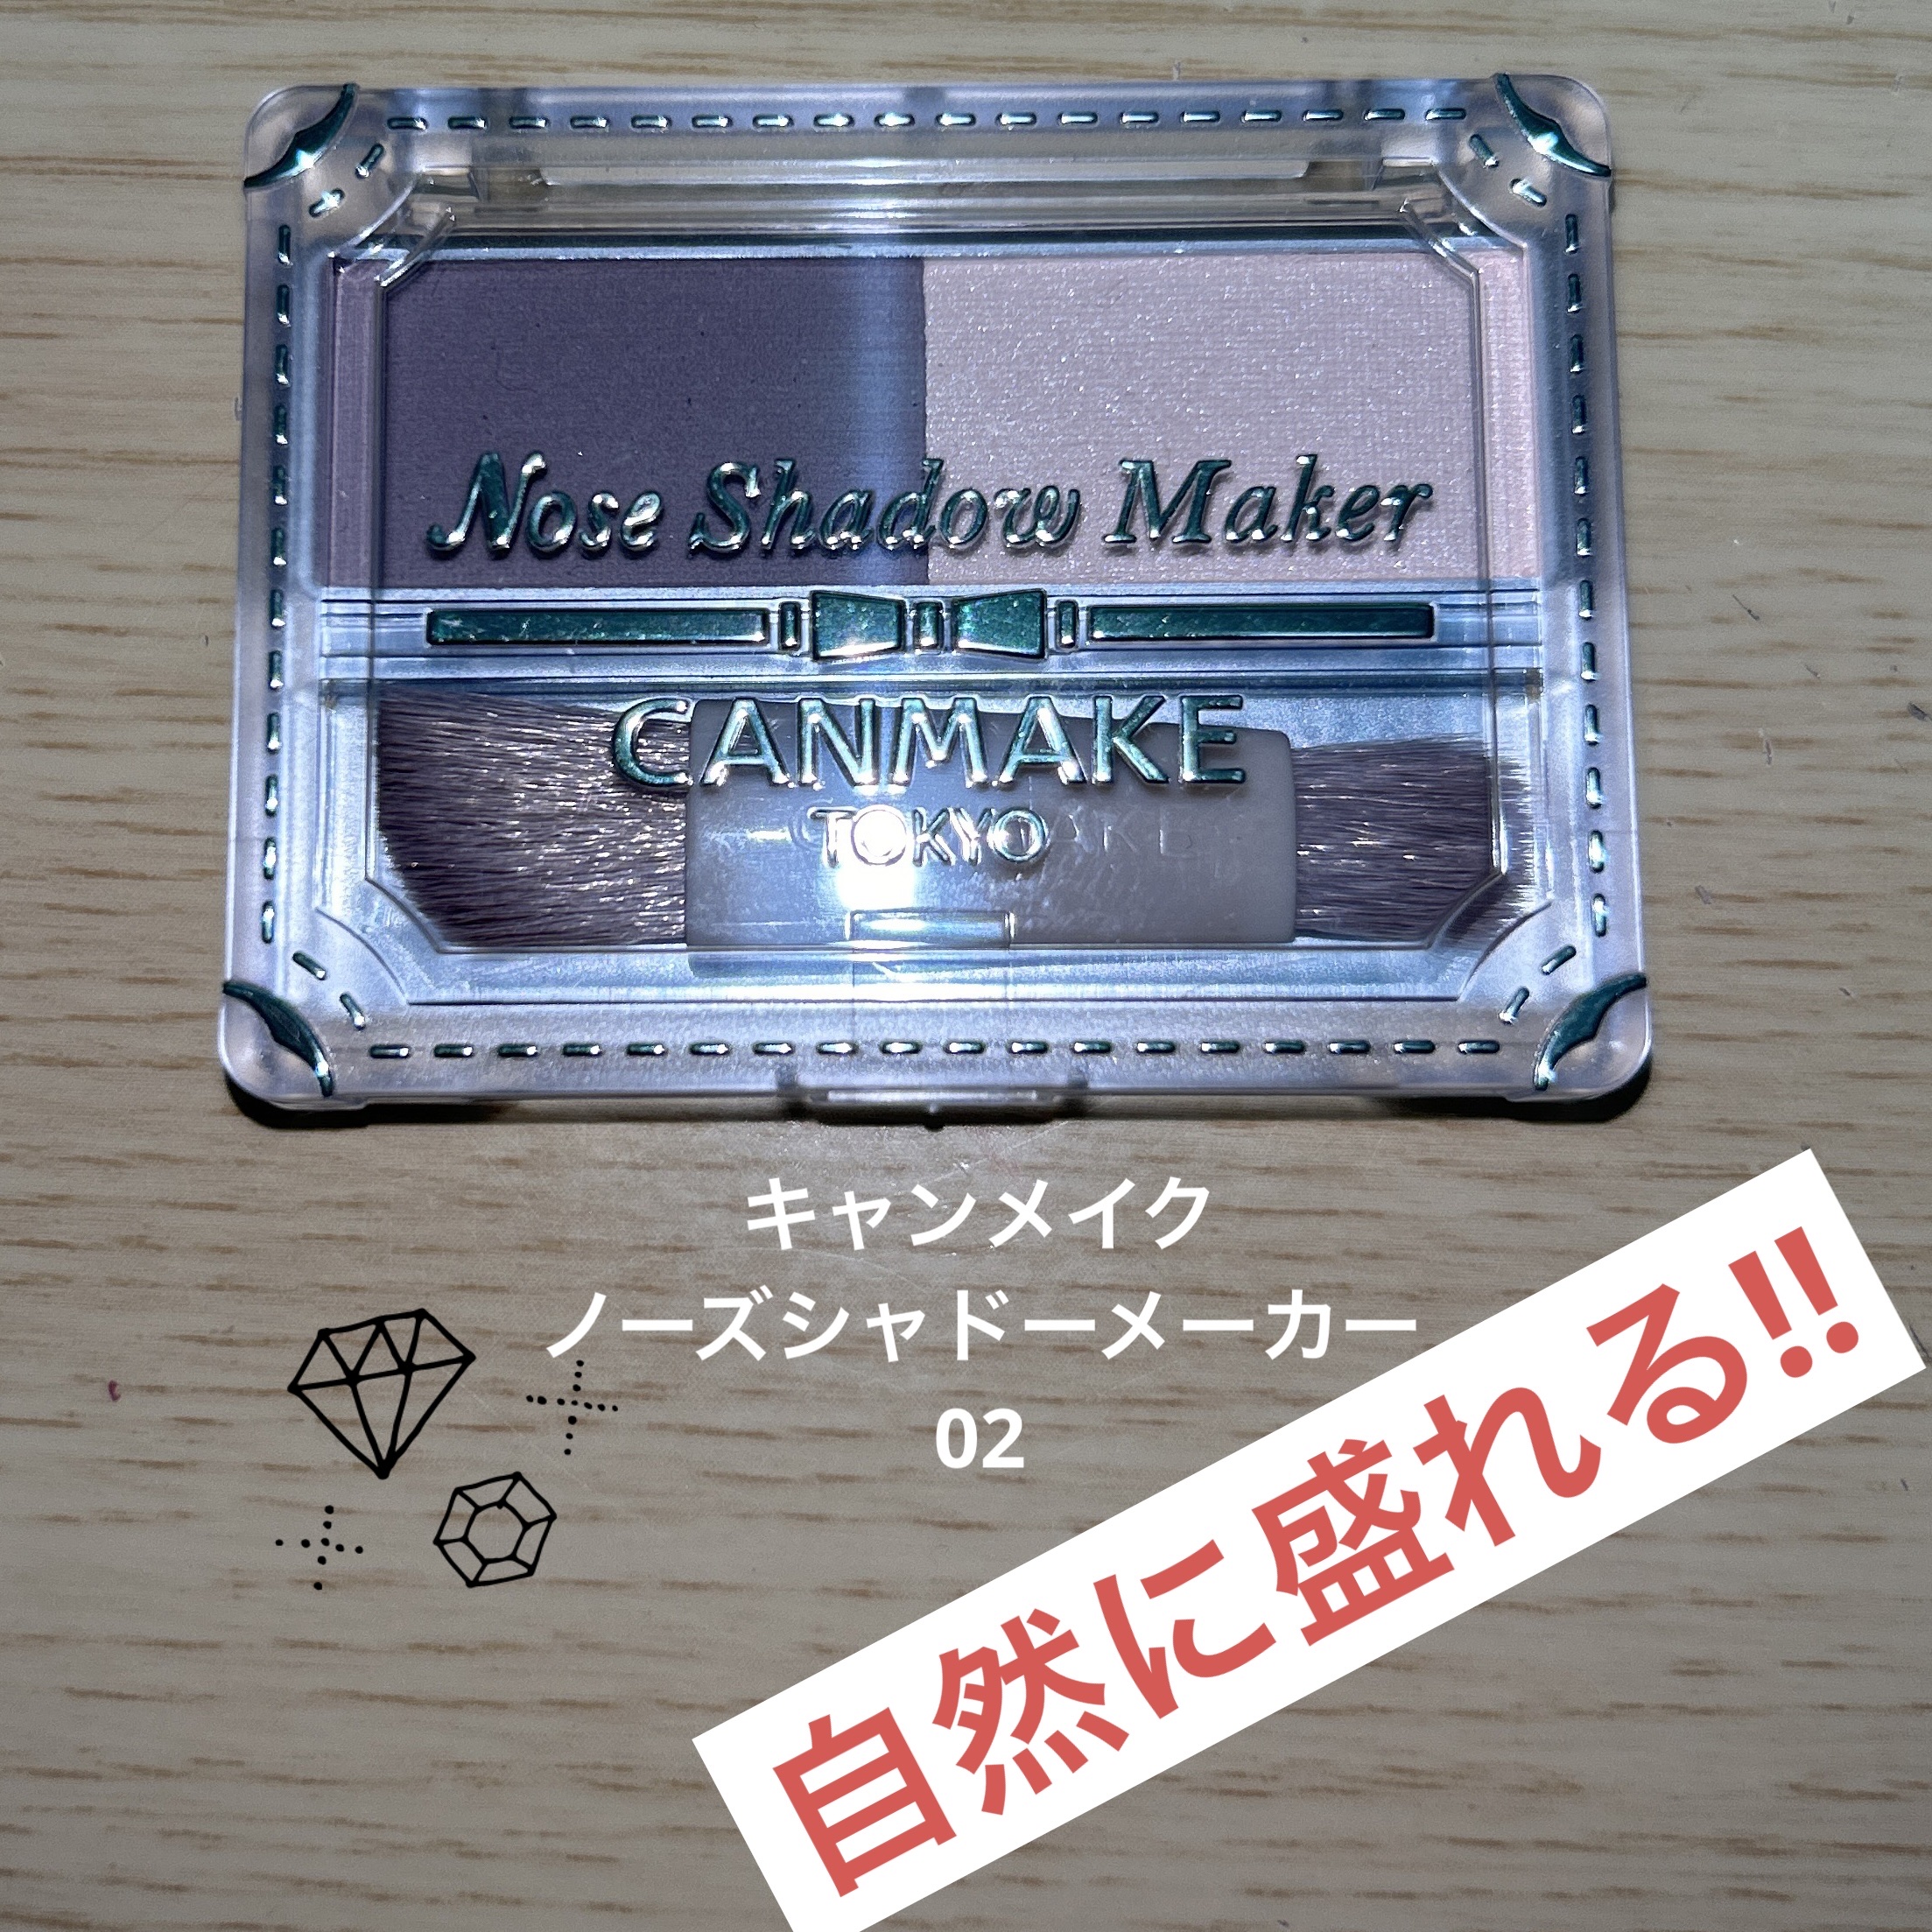 Nose Shadow Maker
CANMAKE
TOKYO
キャンメイク
ノーズシャドーメーカー
02
自然に盛れる!!